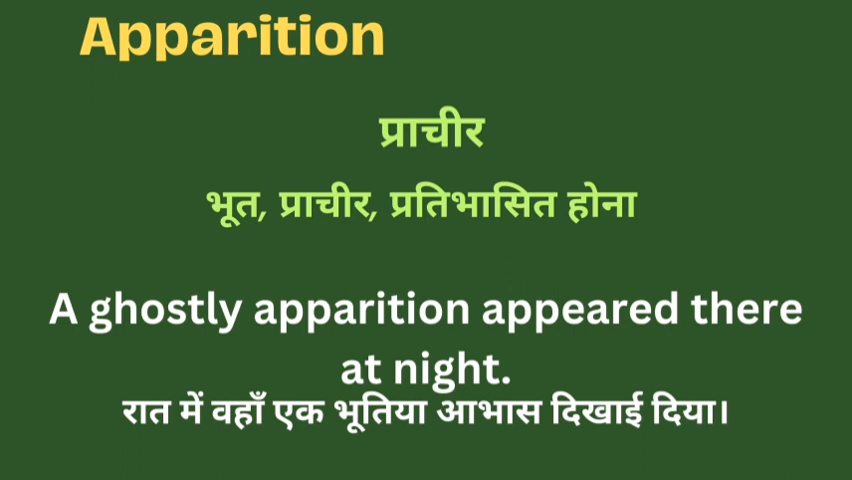 Apparition
प्राचीर
भूत, प्राचीर, प्रतिभासित होना
A ghostly apparition appeared there
at night.
रात में वहाँ एक भूतिया आभास दिखाई दिया।